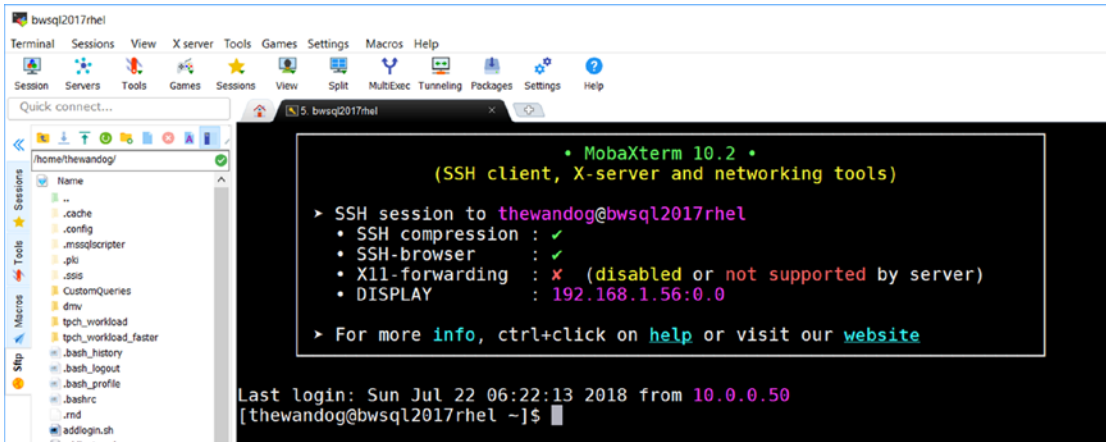 bwsql2017rhel
Terminal Sessions View X server Tools Games Settings Macros Help
Session Servers Tools Games Sessions View Split MultiExec Tunneling Packages Settings Help
Quick connect...
5. bwsql2017rhel
/home/thewandog/
Name
..
.cache
.config
.mssqlscripter
.pki
.ssis
CustomQueries
dmv
tpch_workload
tpch_workload_faster
.bash_history
.bash_logout
.bash_profile
.bashrc
.rnd
addlogin.sh
Sessions
Tools
Macros
Sftp
• MobaXterm 10.2 •
(SSH client, X-server and networking tools)
➤ SSH session to thewandog@bwsql2017rhel
• SSH compression : ✔
• SSH-browser : ✔
• X11-forwarding : ✘ (disabled or not supported by server)
• DISPLAY : 192.168.1.56:0.0
➤ For more info, ctrl+click on help or visit our website
Last login: Sun Jul 22 06:22:13 2018 from 10.0.0.50
[thewandog@bwsql2017rhel ~]$